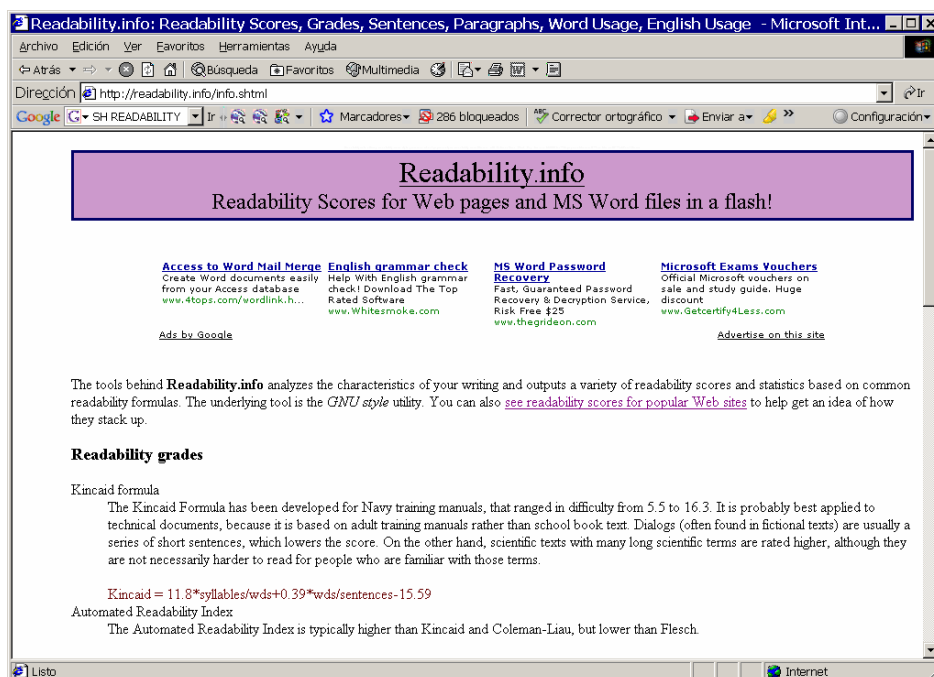 Readability.info: Readability Scores, Grades, Sentences, Paragraphs, Word Usage, English Usage - Microsoft Int...
Archivo Edición Ver Favoritos Herramientas Ayuda
Atrás Búsqueda Favoritos Multimedia
Dirección http://readability.info/info.shtml Ir
Google G SH READABILITY Ir Marcadores 286 bloqueados ABC Corrector ortográfico Enviar a » Configuración
Readability.info
Readability Scores for Web pages and MS Word files in a flash!
Access to Word Mail Merge
Create Word documents easily
from your Access database
www.4tops.com/wordlink.h...
English grammar check
Help With English grammar
check! Download The Top
Rated Software
www.Whitesmoke.com
MS Word Password
Recovery
Fast, Guaranteed Password
Recovery & Decryption Service,
Risk Free $25
www.thegrideon.com
Microsoft Exams Vouchers
Official Microsoft vouchers on
sale and study guide. Huge
discount
www.Getcertify4Less.com
Ads by Google
Advertise on this site
The tools behind Readability.info analyzes the characteristics of your writing and outputs a variety of readability scores and statistics based on common
readability formulas. The underlying tool is the GNU style utility. You can also see readability scores for popular Web sites to help get an idea of how
they stack up.
Readability grades
Kincaid formula
The Kincaid Formula has been developed for Navy training manuals, that ranged in difficulty from 5.5 to 16.3. It is probably best applied to
technical documents, because it is based on adult training manuals rather than school book text. Dialogs (often found in fictional texts) are usually a
series of short sentences, which lowers the score. On the other hand, scientific texts with many long scientific terms are rated higher, although they
are not necessarily harder to read for people who are familiar with those terms.
Kincaid = 11.8*syllables/wds+0.39*wds/sentences-15.59
Automated Readability Index
The Automated Readability Index is typically higher than Kincaid and Coleman-Liau, but lower than Flesch.
Listo Internet